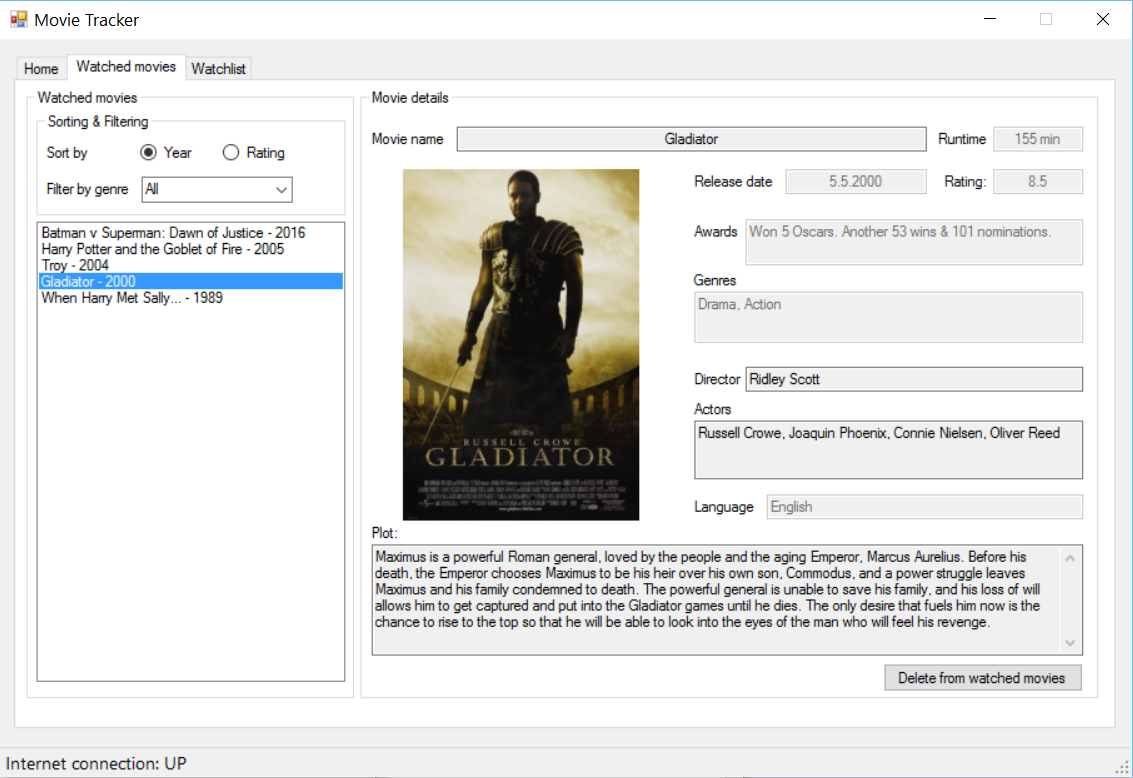 Movie Tracker
Home
Watched movies
Watchlist
Watched movies
Sorting & Filtering
Sort by
Year
Rating
Filter by genre
All
Batman v Superman: Dawn of Justice - 2016
Harry Potter and the Goblet of Fire - 2005
Troy - 2004
Gladiator - 2000
When Harry Met Sally... - 1989
Movie details
Movie name
Gladiator
Runtime
155 min
RUSSELL CROWE
GLADIATOR
Release date
5.5.2000
Rating:
8.5
Awards
Won 5 Oscars. Another 53 wins & 101 nominations.
Genres
Drama, Action
Director
Ridley Scott
Actors
Russell Crowe, Joaquin Phoenix, Connie Nielsen, Oliver Reed
Language
English
Plot:
Maximus is a powerful Roman general, loved by the people and the aging Emperor, Marcus Aurelius. Before his
death, the Emperor chooses Maximus to be his heir over his own son, Commodus, and a power struggle leaves
Maximus and his family condemned to death. The powerful general is unable to save his family, and his loss of will
allows him to get captured and put into the Gladiator games until he dies. The only desire that fuels him now is the
chance to rise to the top so that he will be able to look into the eyes of the man who will feel his revenge.
Delete from watched movies
Internet connection: UP